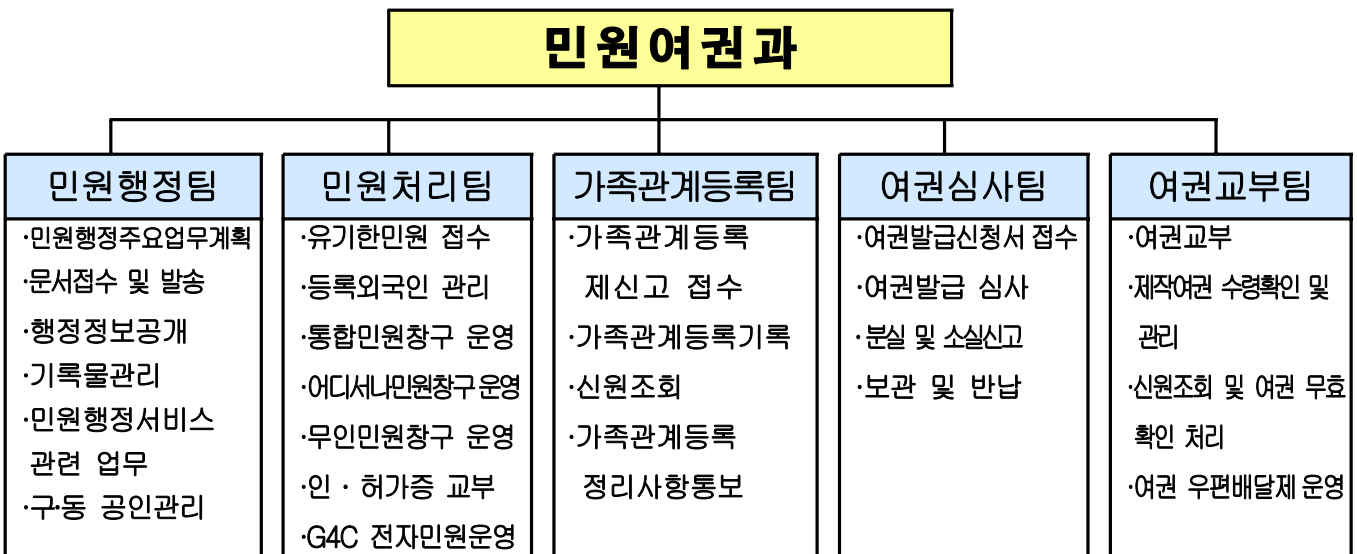 민원여권과
민원행정팀
·민원행정주요업무계획
·문서접수 및 발송
·행정정보공개
·기록물관리
·민원행정서비스
관련 업무
·구·동 공인관리
민원처리팀
·유기한민원 접수
·등록외국인 관리
·통합민원창구 운영
·어디서나민원창구 운영
·무인민원창구 운영
·인 · 허가증 교부
·G4C 전자민원운영
가족관계등록팀
·가족관계등록
제신고 접수
·가족관계등록기록
·신원조회
·가족관계등록
정리사항통보
여권심사팀
·여권발급신청서 접수
·여권발급 심사
·분실 및 소실신고
·보관 및 반납
여권교부팀
·여권교부
·제작여권 수령확인 및
관리
·신원조회 및 여권 무효
확인 처리
·여권 우편배달제 운영